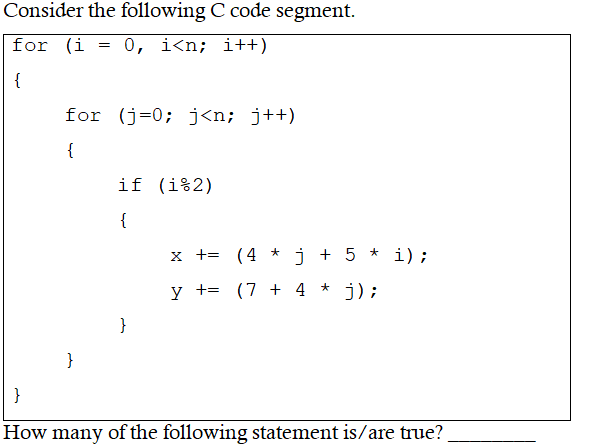 Consider the following C code segment.
for (i = 0, i<n; i++)
{
for (j=0; j<n; j++)
{
if (i%2)
{
x += (4 * j + 5 * i);
y += (7 + 4 * j);
}
}
}
How many of the following statement is/are true? ________